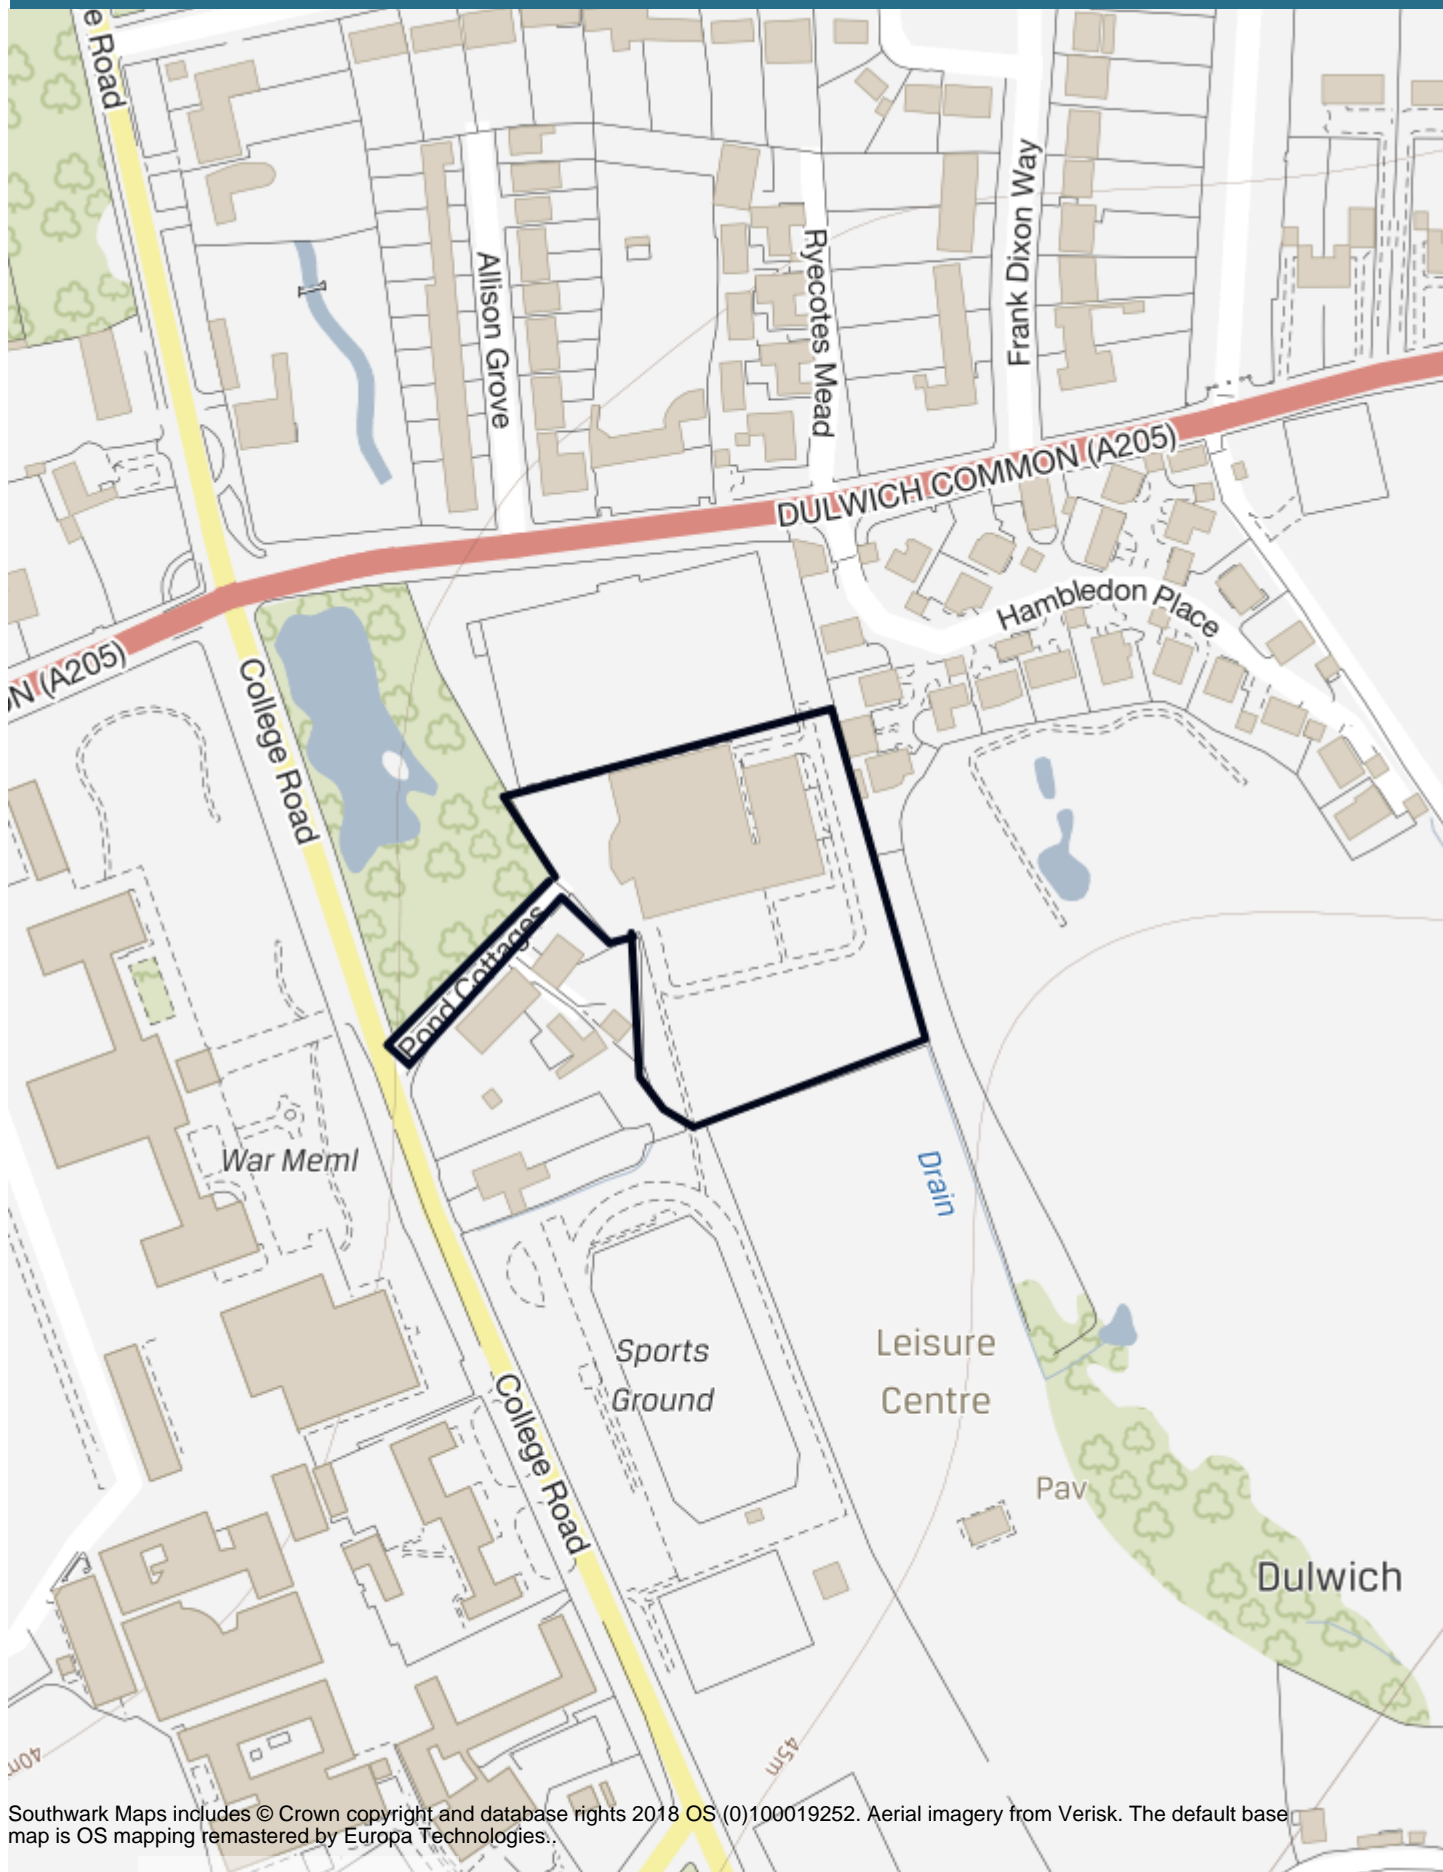 e Road
Allison Grove
Ryecotes Mead
Frank Dixon Way
DULWICH COMMON (A205)
Hambledon Place
ON (A205)
College Road
Pond Cottages
War Meml
Drain
Sports
Ground
Leisure
Centre
College Road
Pav
Dulwich
40m
45m
Southwark Maps includes © Crown copyright and database rights 2018 OS (0)100019252. Aerial imagery from Verisk. The default base
map is OS mapping remastered by Europa Technologies..